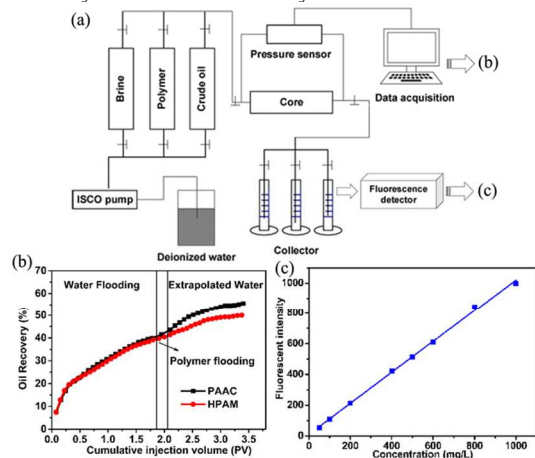 (a)
Brine
Polymer
Crude oil
Pressure sensor
Core
Data acquisition
(b)
ISCO pump
Deionized water
Collector
Fluorescence
detector
(c)
(b)
Water Flooding
Extrapolated Water
Polymer flooding
PAAC
HPAM
Oil Recovery (%)
70
60
50
40
30
20
10
0
0.0 0.5 1.0 1.5 2.0 2.5 3.0 3.5 4.0
Cumulative injection volume (PV)
(c)
Fluorescent intensity
1000
800
600
400
200
200 400 600 800 1000
Concentration (mg/L)